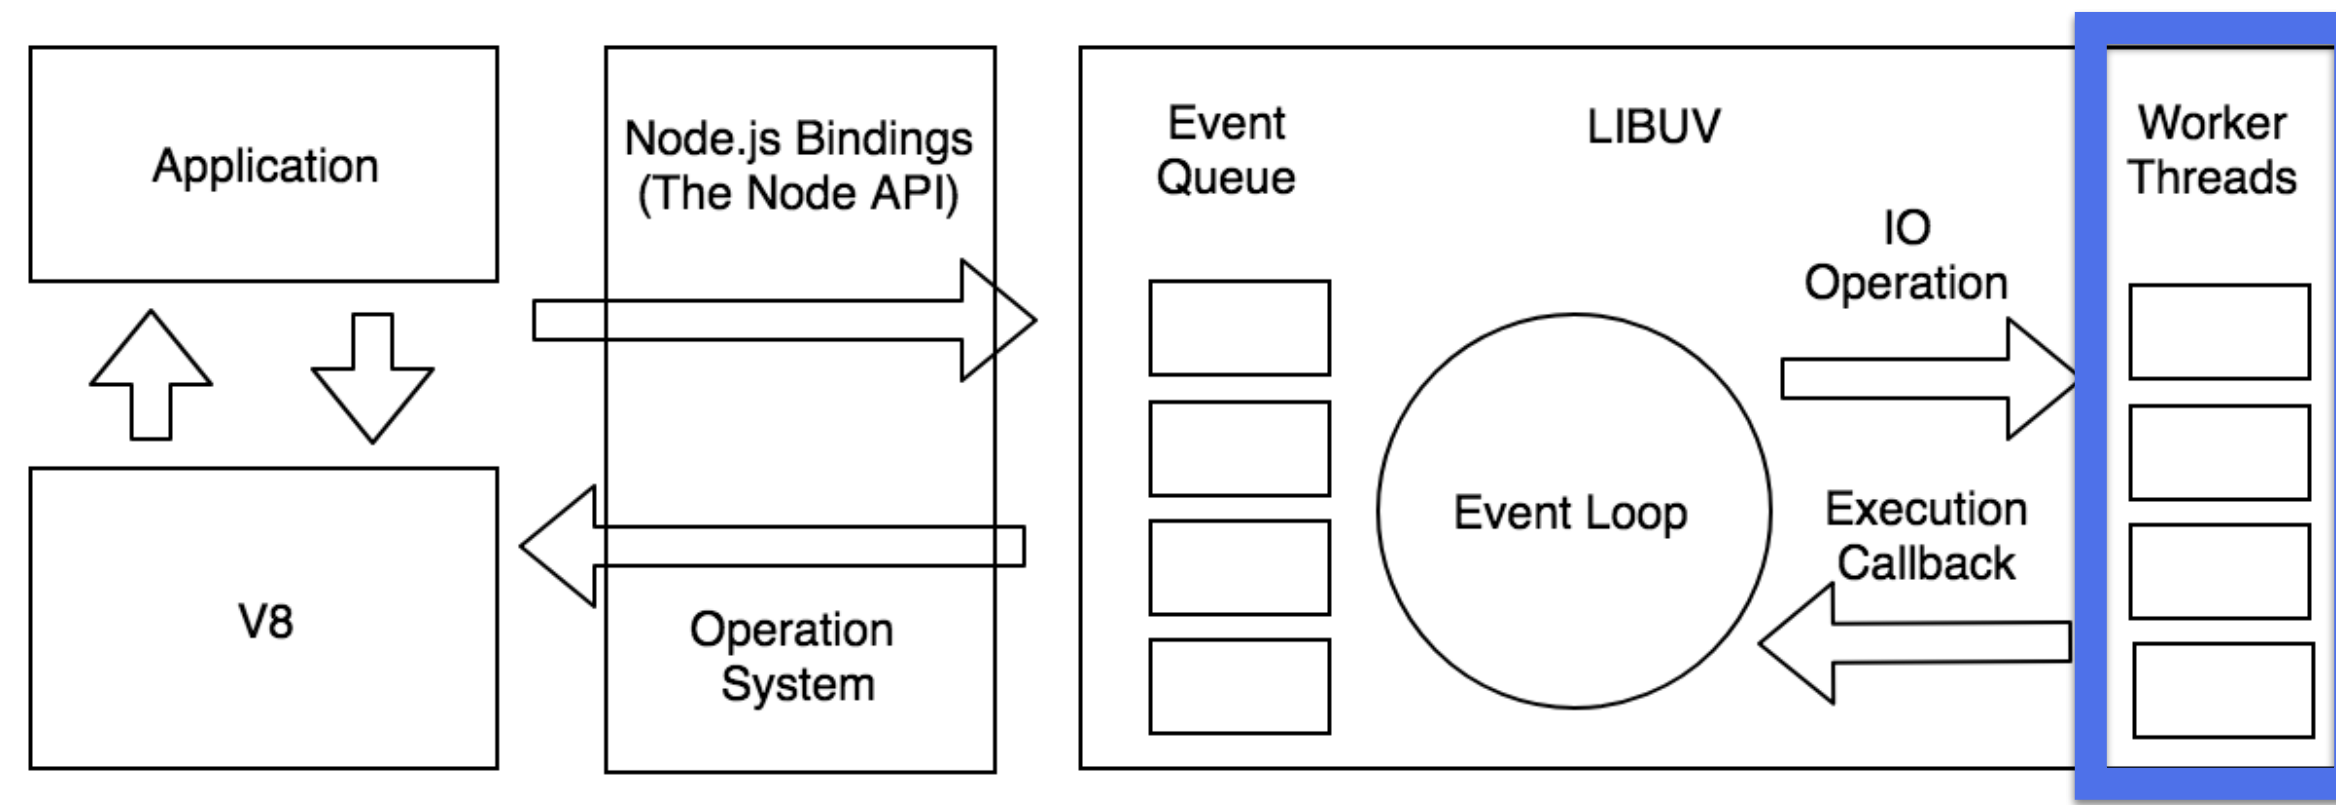 Application
V8
Node.js Bindings
(The Node API)
Operation
System
Event
Queue
LIBUV
Event Loop
IO
Operation
Execution
Callback
Worker
Threads